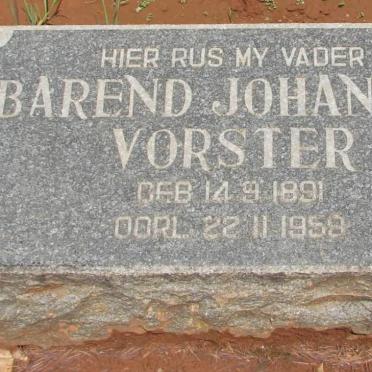 HIER RUS MY VADER
BAREND JOHAN
VORSTER
GEB 14 9 1891
OORL 22 11 1958